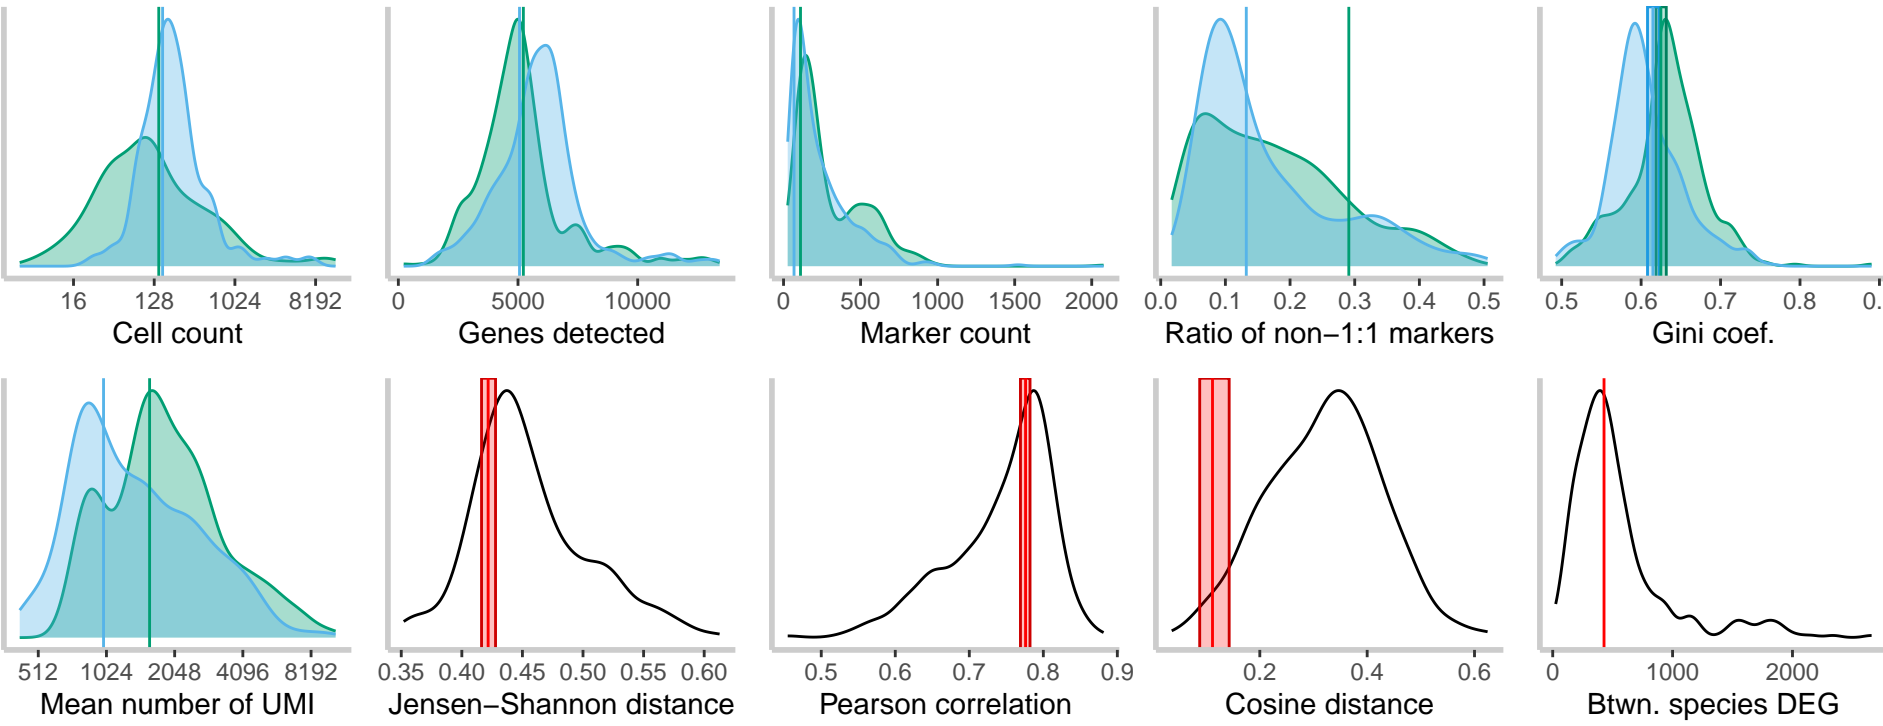 16 128 1024 8192
Cell count
0 5000 10000
Genes detected
0 500 1000 1500 2000
Marker count
0.0 0.1 0.2 0.3 0.4 0.5
Ratio of non−1:1 markers
0.5 0.6 0.7 0.8 0.
Gini coef.
512 1024 2048 4096 8192
Mean number of UMI
0.35 0.40 0.45 0.50 0.55 0.60
Jensen−Shannon distance
0.5 0.6 0.7 0.8 0.9
Pearson correlation
0.2 0.4 0.6
Cosine distance
0 1000 2000
Btwn. species DEG